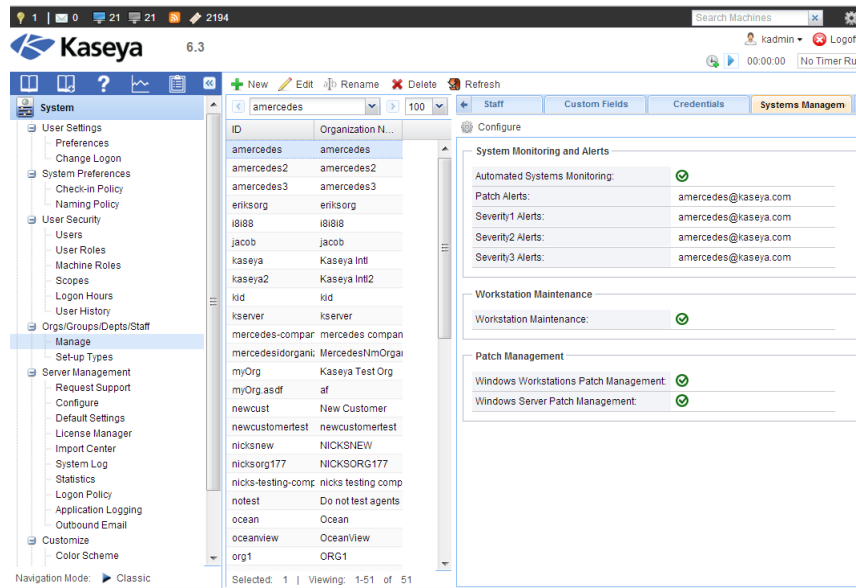 1 0 21 21 2194 Search Machines
Kaseya 6.3
kadmin Logof
00:00:00 No Timer Ru
System
User Settings
Preferences
Change Logon
System Preferences
Check-in Policy
Naming Policy
User Security
Users
User Roles
Machine Roles
Scopes
Logon Hours
User History
Orgs/Groups/Depts/Staff
Manage
Set-up Types
Server Management
Request Support
Configure
Default Settings
License Manager
Import Center
System Log
Statistics
Logon Policy
Application Logging
Outbound Email
Customize
Color Scheme
Navigation Mode: Classic
New Edit Rename Delete Refresh
amercedes 100
ID Organization N...
amercedes amercedes
amercedes2 amercedes2
amercedes3 amercedes3
eriksorg eriksorg
i8i88 i8i8i8
jacob jacob
kaseya Kaseya Intl
kaseya2 Kaseya Intl2
kid kid
kserver kserver
mercedes-compar mercedes compan
mercedesidorgani: MercedesNmOrgai
myOrg Kaseya Test Org
myOrg.asdf af
newcust New Customer
newcustomertest newcustomertest
nicksnew NICKSNEW
nicksorg177 NICKSORG177
nicks-testing-comp nicks testing comp
notest Do not test agents
ocean Ocean
oceanview OceanView
org1 ORG1
Selected: 1 | Viewing: 1-51 of 51
Staff Custom Fields Credentials Systems Managem
Configure
System Monitoring and Alerts
Automated Systems Monitoring:
Patch Alerts: amercedes@kaseya.com
Severity1 Alerts: amercedes@kaseya.com
Severity2 Alerts: amercedes@kaseya.com
Severity3 Alerts: amercedes@kaseya.com
Workstation Maintenance
Workstation Maintenance:
Patch Management
Windows Workstations Patch Management:
Windows Server Patch Management: